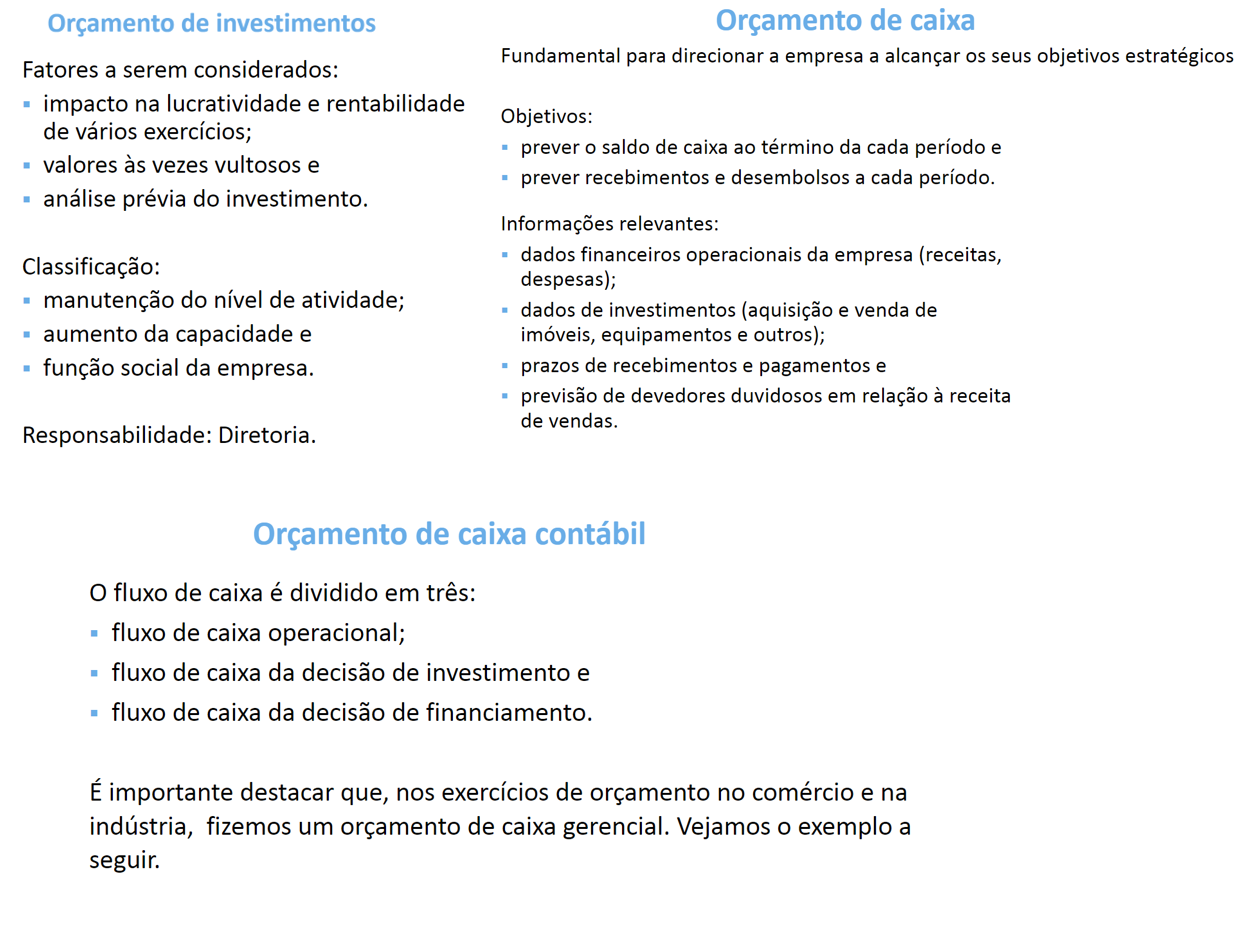 Orçamento de investimentos
Fatores a serem considerados:
▪ impacto na lucratividade e rentabilidade
de vários exercícios;
▪ valores às vezes vultosos e
▪ análise prévia do investimento.
Classificação:
▪ manutenção do nível de atividade;
▪ aumento da capacidade e
▪ função social da empresa.
Responsabilidade: Diretoria.
Orçamento de caixa
Fundamental para direcionar a empresa a alcançar os seus objetivos estratégicos
Objetivos:
▪ prever o saldo de caixa ao término da cada período e
▪ prever recebimentos e desembolsos a cada período.
Informações relevantes:
▪ dados financeiros operacionais da empresa (receitas,
despesas);
▪ dados de investimentos (aquisição e venda de
imóveis, equipamentos e outros);
▪ prazos de recebimentos e pagamentos e
▪ previsão de devedores duvidosos em relação à receita
de vendas.
Orçamento de caixa contábil
O fluxo de caixa é dividido em três:
▪ fluxo de caixa operacional;
▪ fluxo de caixa da decisão de investimento e
▪ fluxo de caixa da decisão de financiamento.
É importante destacar que, nos exercícios de orçamento no comércio e na
indústria,  fizemos um orçamento de caixa gerencial. Vejamos o exemplo a
seguir.